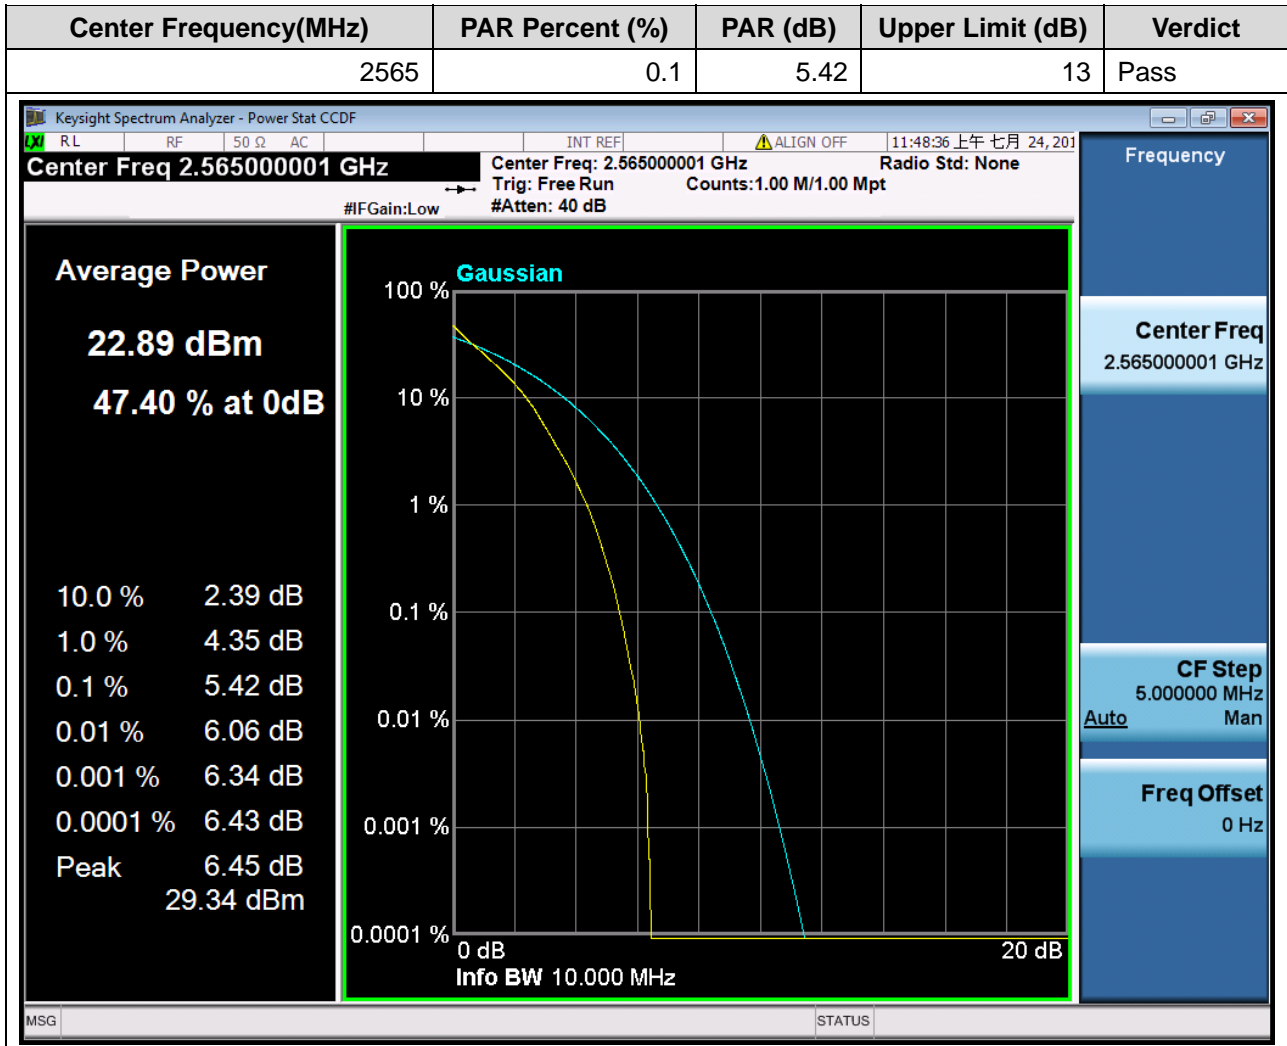 Center Frequency(MHz) PAR Percent (%) PAR (dB) Upper Limit (dB) Verdict
2565 0.1 5.42 13 Pass
Keysight Spectrum Analyzer - Power Stat CCDF
LXI RL RF 50 Ω AC INT REF ALIGN OFF 11:48:36 上午 七月 24, 201
Center Freq 2.565000001 GHz
Center Freq: 2.565000001 GHz Radio Std: None
Trig: Free Run Counts:1.00 M/1.00 Mpt
#IFGain:Low #Atten: 40 dB
Frequency
Average Power
22.89 dBm
47.40 % at 0dB
10.0 % 2.39 dB
1.0 % 4.35 dB
0.1 % 5.42 dB
0.01 % 6.06 dB
0.001 % 6.34 dB
0.0001 % 6.43 dB
Peak 6.45 dB
29.34 dBm
Gaussian
100 %
10 %
1 %
0.1 %
0.01 %
0.001 %
0.0001 %
0 dB 20 dB
Info BW 10.000 MHz
Center Freq
2.565000001 GHz
CF Step
5.000000 MHz
Auto Man
Freq Offset
0 Hz
MSG STATUS